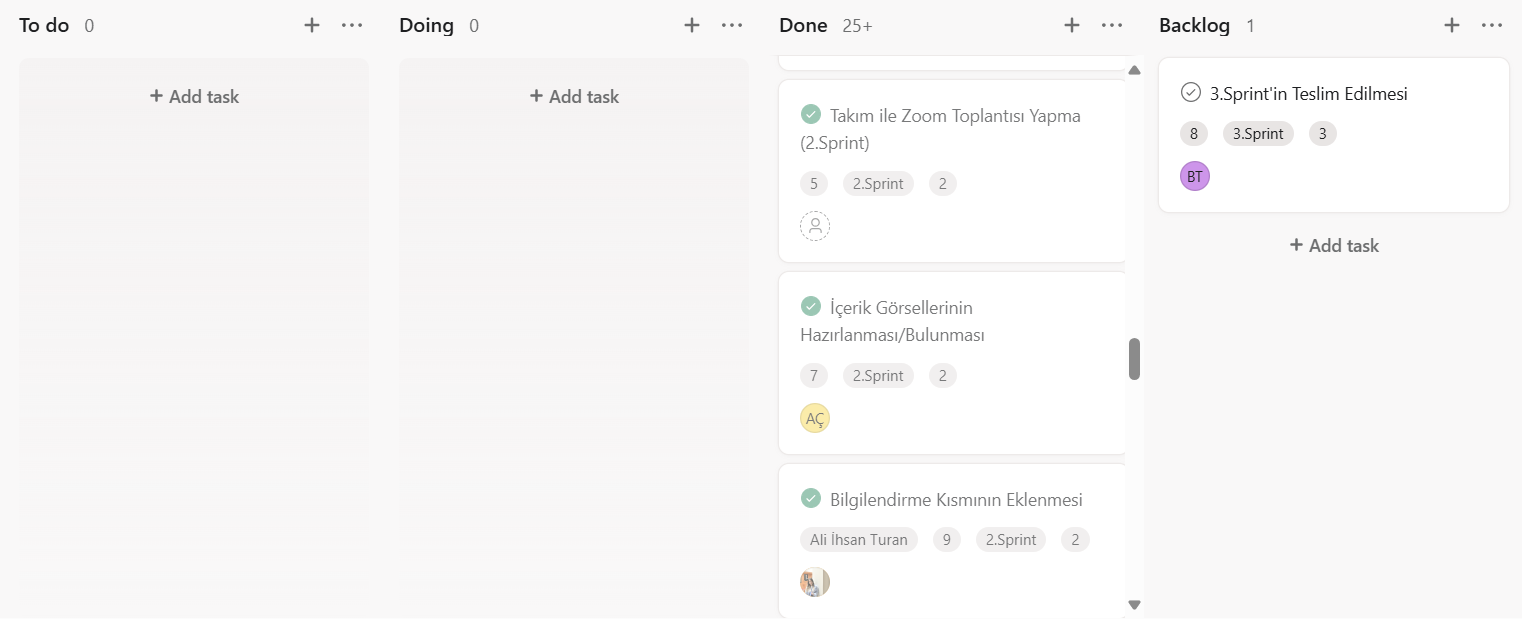 To do 0
+ Add task
Doing 0
+ Add task
Done 25+
Takım ile Zoom Toplantısı Yapma
(2.Sprint)
5 2.Sprint 2
İçerik Görsellerinin
Hazırlanması/Bulunması
7 2.Sprint 2
AÇ
Bilgilendirme Kısmının Eklenmesi
Ali İhsan Turan 9 2.Sprint 2
Backlog 1
3.Sprint'in Teslim Edilmesi
8 3.Sprint 3
BT
+ Add task